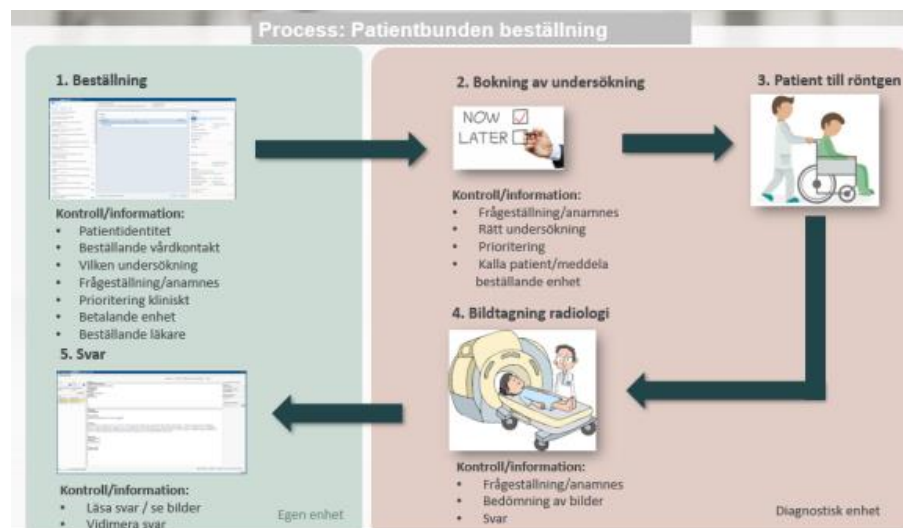 Process: Patientbunden beställning
1. Beställning
Kontroll/information:
• Patientidentitet
• Beställande vårdkontakt
• Vilken undersökning
• Frågeställning/anamnes
• Prioritering kliniskt
• Betalande enhet
• Beställande läkare
2. Bokning av undersökning
NOW
LATER
Kontroll/information:
• Frågeställning/anamnes
• Rätt undersökning
• Prioritering
• Kalla patient/meddela
beställande enhet
3. Patient till röntgen
4. Bildtagning radiologi
Kontroll/information:
• Frågeställning/anamnes
• Bedömning av bilder
• Svar
Diagnostisk enhet
5. Svar
Kontroll/information:
• Läsa svar / se bilder
• Vidimera svar
Egen enhet